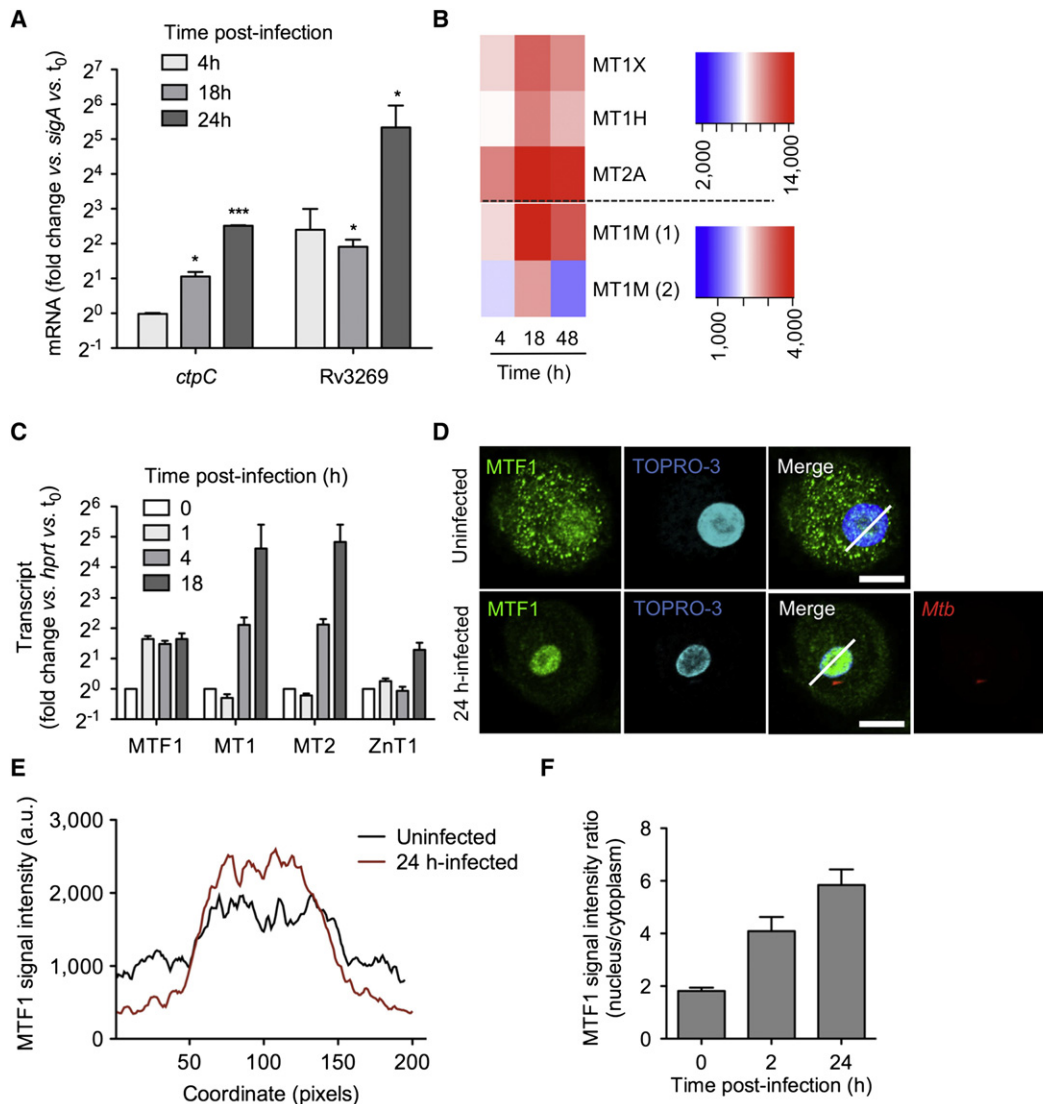 A
Time post-infection
4h
18h
24h
mRNA (fold change vs. sigA vs. t0)
2^7
2^6
2^5
2^4
2^3
2^2
2^1
2^0
2^-1
*
***
*
*
ctpC
Rv3269
B
MT1X
MT1H
MT2A
MT1M (1)
MT1M (2)
4 18 48
Time (h)
2,000
14,000
1,000
4,000
C
Time post-infection (h)
0
1
4
18
Transcript
(fold change vs. hprt vs. t0)
2^6
2^5
2^4
2^3
2^2
2^1
2^0
2^-1
MTF1 MT1 MT2 ZnT1
D
Uninfected
MTF1
TOPRO-3
Merge
24 h-infected
MTF1
TOPRO-3
Merge
Mtb
E
MTF1 signal intensity (a.u.)
3,000
2,000
1,000
0
Uninfected
24 h-infected
50 100 150 200
Coordinate (pixels)
F
MTF1 signal intensity ratio
(nucleus/cytoplasm)
8
6
4
2
0
0 2 24
Time post-infection (h)